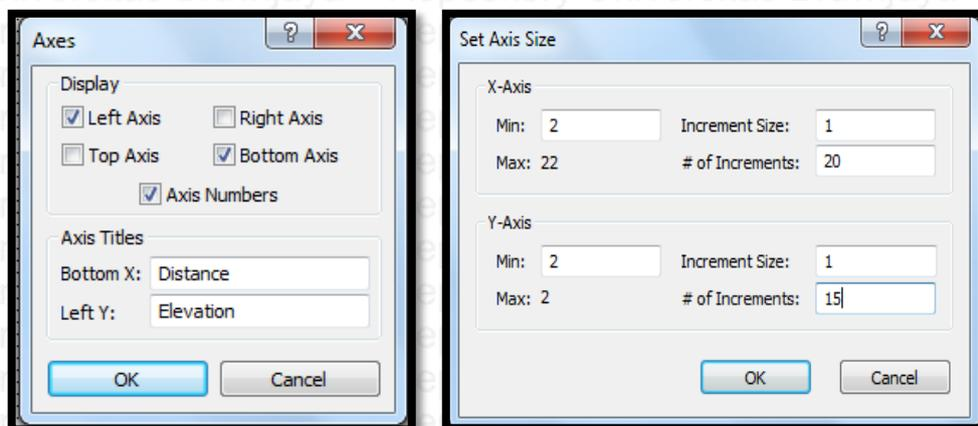 Axes
Display
Left Axis Right Axis
Top Axis Bottom Axis
Axis Numbers
Axis Titles
Bottom X: Distance
Left Y: Elevation
OK Cancel
Set Axis Size
X-Axis
Min: 2 Increment Size: 1
Max: 22 # of Increments: 20
Y-Axis
Min: 2 Increment Size: 1
Max: 2 # of Increments: 15
OK Cancel